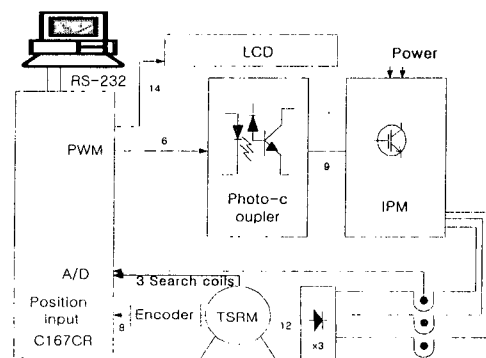 LCD
Power
RS-232
14
PWM
6
9
Photo-c
oupler
IPM
A/D
3 Search coils
Position
input
8
Encoder
TSRM
12
x3
C167CR